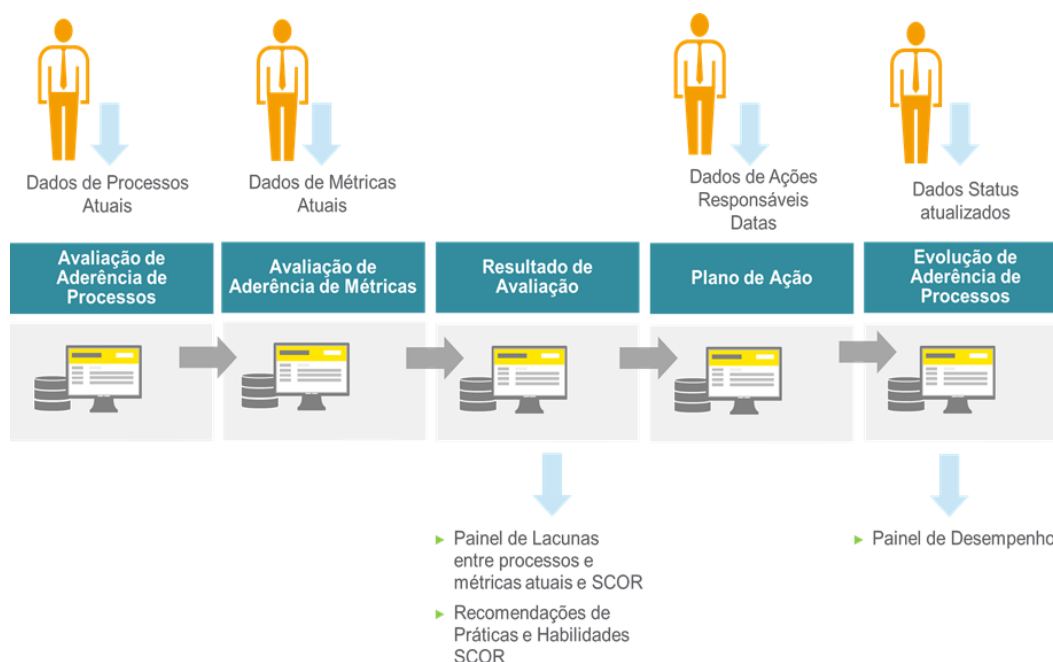 Dados de Processos
Atuais
Dados de Métricas
Atuais
Dados de Ações
Responsáveis
Datas
Dados Status
atualizados
Avaliação de
Aderência de
Processos
Avaliação de
Aderência de Métricas
Resultado de
Avaliação
Plano de Ação
Evolução de
Aderência de
Processos
Painel de Lacunas
entre processos e
métricas atuais e SCOR
Recomendações de
Práticas e Habilidades
SCOR
Painel de Desempenho